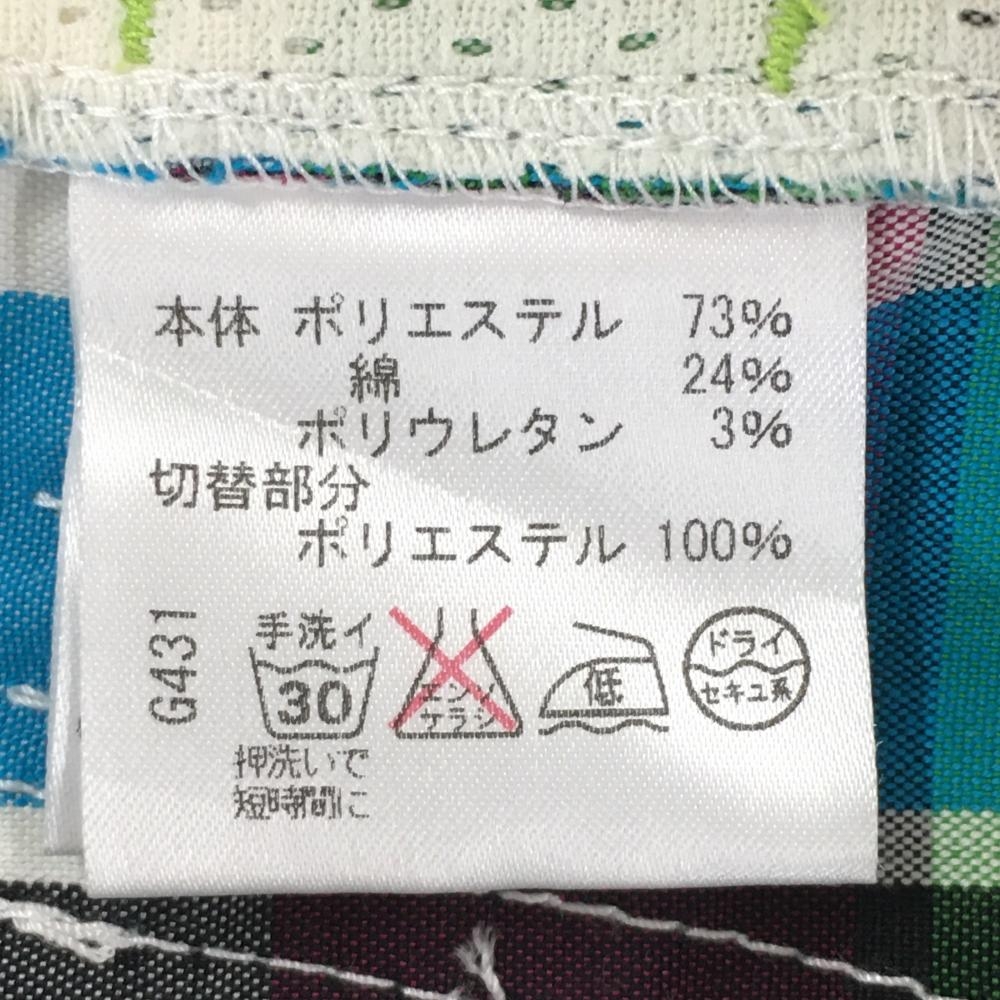 本体 ポリエステル 73%
綿 24%
ポリウレタン 3%
切替部分
ポリエステル 100%
G431
手洗イ
30
エンソ
ケラシ
低
ドライ
セキユ系
押洗いで
短時間に